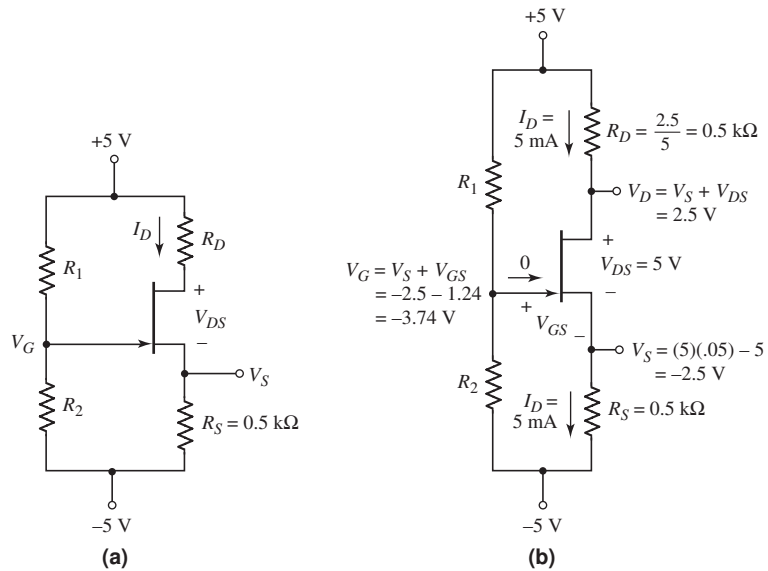 +5 V
I_D
R_D
R_1
+
V_DS
–
V_G
V_S
R_2
R_S = 0.5 kΩ
–5 V
(a)
+5 V
I_D =
5 mA
R_D = 2.5/5 = 0.5 kΩ
R_1
V_D = V_S + V_DS
= 2.5 V
V_G = V_S + V_GS
= –2.5 – 1.24
= –3.74 V
0
+
V_DS = 5 V
–
+
V_GS
–
V_S = (5)(.05) – 5
= –2.5 V
R_2
I_D =
5 mA
R_S = 0.5 kΩ
–5 V
(b)